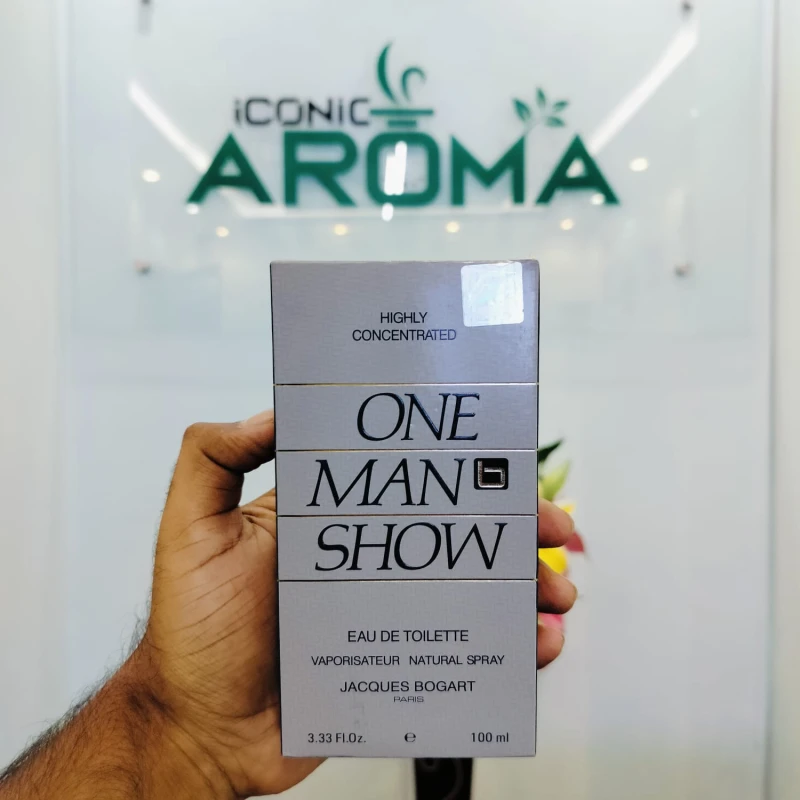 iCONIC
AROMA
HIGHLY
CONCENTRATED
ONE
MAN
SHOW
EAU DE TOILETTE
VAPORISATEUR NATURAL SPRAY
JACQUES BOGART
PARIS
3.33 Fl.Oz. e 100 ml